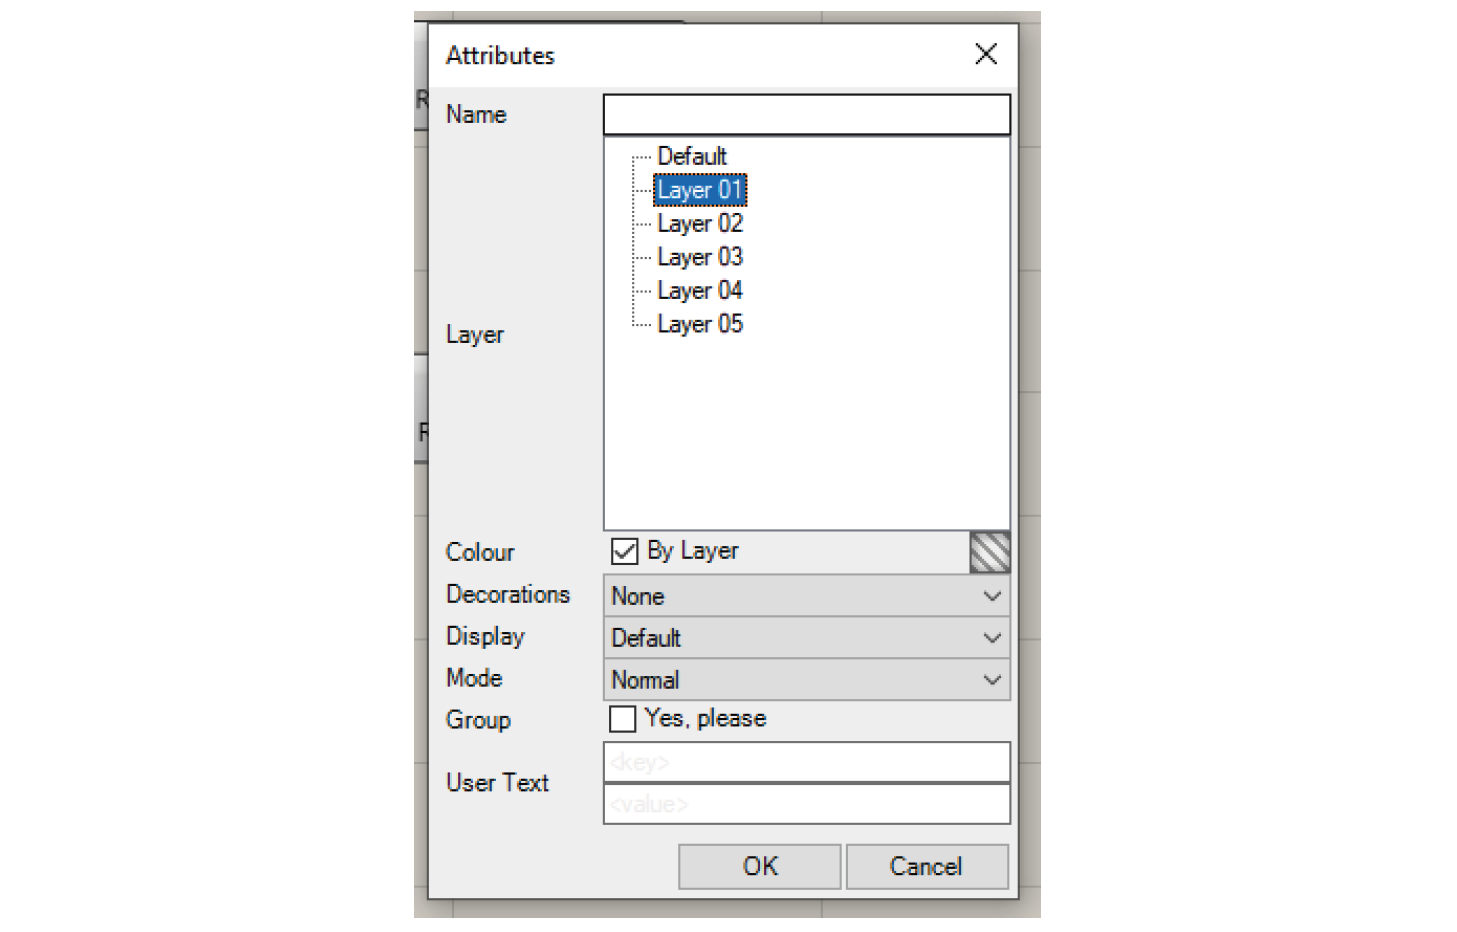 Attributes
R
Name
Default
Layer 01
Layer 02
Layer 03
Layer 04
Layer 05
Layer
R
Colour
By Layer
Decorations
None
Display
Default
Mode
Normal
Group
Yes, please
<key>
User Text
<value>
OK
Cancel